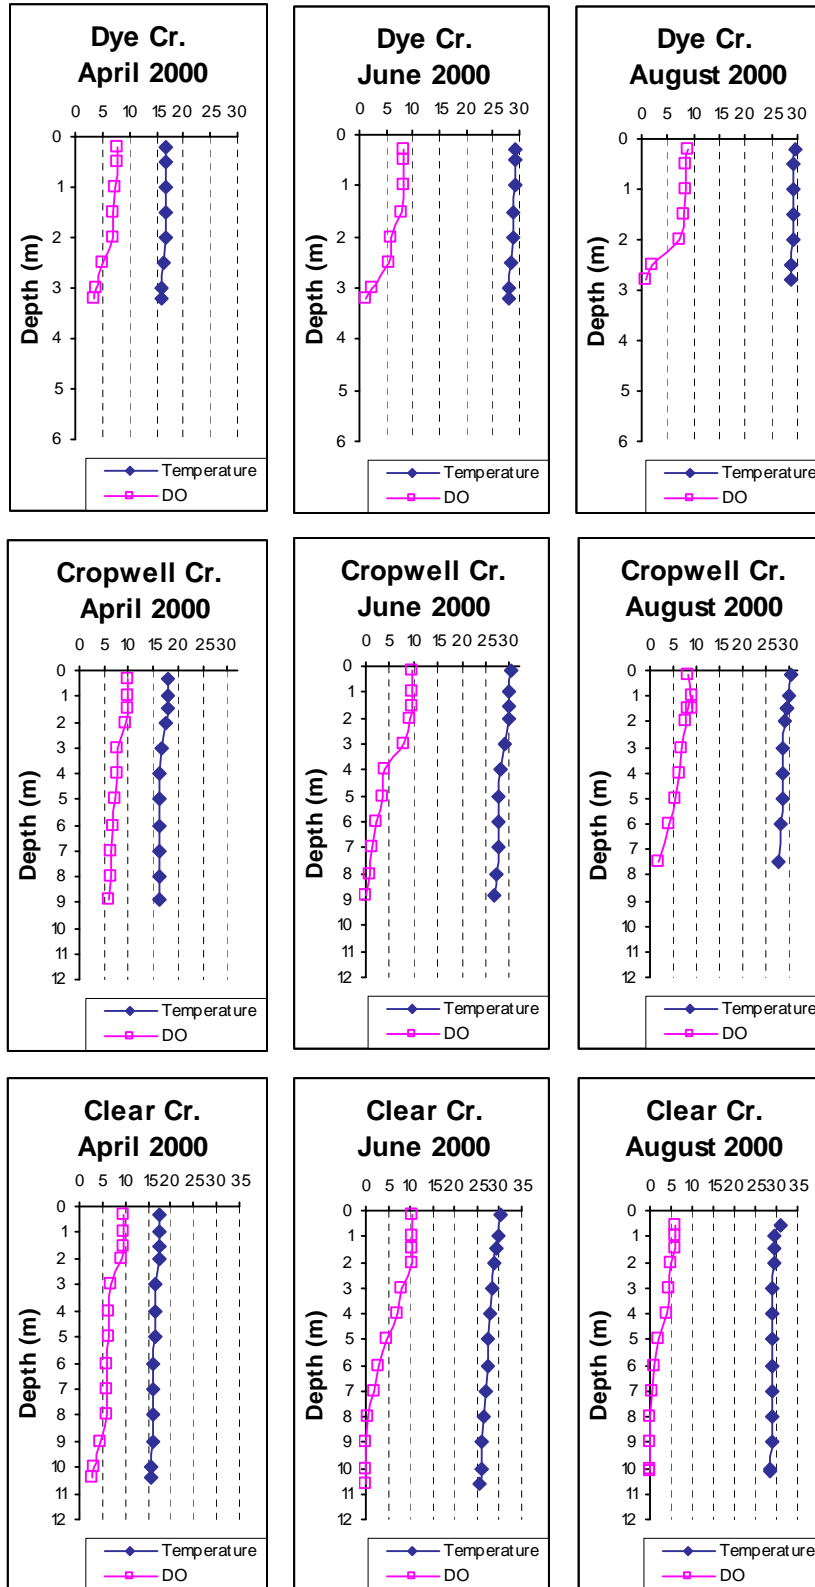 Dye Cr.
April 2000
0 5 10 15 20 25 30
0
1
2
3
4
5
6
Depth (m)
Temperature
DO
Dye Cr.
June 2000
0 5 10 15 20 25 30
0
1
2
3
4
5
6
Depth (m)
Temperature
DO
Dye Cr.
August 2000
0 5 10 15 20 25 30
0
1
2
3
4
5
6
Depth (m)
Temperature
DO
Cropwell Cr.
April 2000
0 5 10 15 20 25 30
0
1
2
3
4
5
6
7
8
9
10
11
12
Depth (m)
Temperature
DO
Cropwell Cr.
June 2000
0 5 10 15 20 25 30
0
1
2
3
4
5
6
7
8
9
10
11
12
Depth (m)
Temperature
DO
Cropwell Cr.
August 2000
0 5 10 15 20 25 30
0
1
2
3
4
5
6
7
8
9
10
11
12
Depth (m)
Temperature
DO
Clear Cr.
April 2000
0 5 10 15 20 25 30 35
0
1
2
3
4
5
6
7
8
9
10
11
12
Depth (m)
Temperature
DO
Clear Cr.
June 2000
0 5 10 15 20 25 30 35
0
1
2
3
4
5
6
7
8
9
10
11
12
Depth (m)
Temperature
DO
Clear Cr.
August 2000
0 5 10 15 20 25 30 35
0
1
2
3
4
5
6
7
8
9
10
11
12
Depth (m)
Temperature
DO